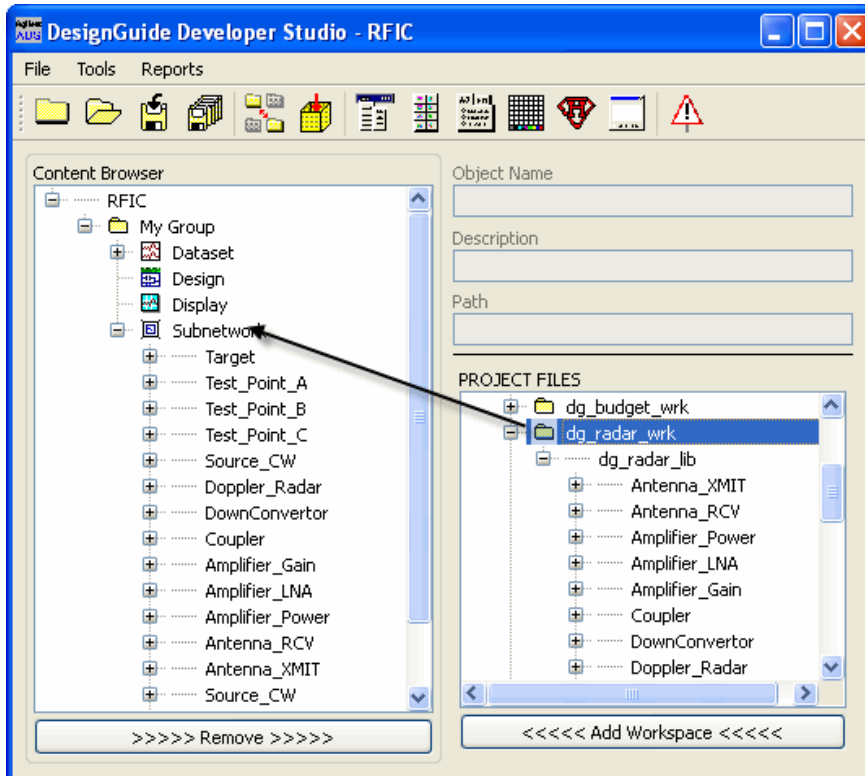 Agilent
ADS
DesignGuide Developer Studio - RFIC
File Tools Reports
Content Browser
RFIC
My Group
Dataset
Design
Display
Subnetwork
Target
Test_Point_A
Test_Point_B
Test_Point_C
Source_CW
Doppler_Radar
DownConvertor
Coupler
Amplifier_Gain
Amplifier_LNA
Amplifier_Power
Antenna_RCV
Antenna_XMIT
Source_CW
>>>>> Remove >>>>>
Object Name
Description
Path
PROJECT FILES
dg_budget_wrk
dg_radar_wrk
dg_radar_lib
Antenna_XMIT
Antenna_RCV
Amplifier_Power
Amplifier_LNA
Amplifier_Gain
Coupler
DownConvertor
Doppler_Radar
<<<<< Add Workspace <<<<<